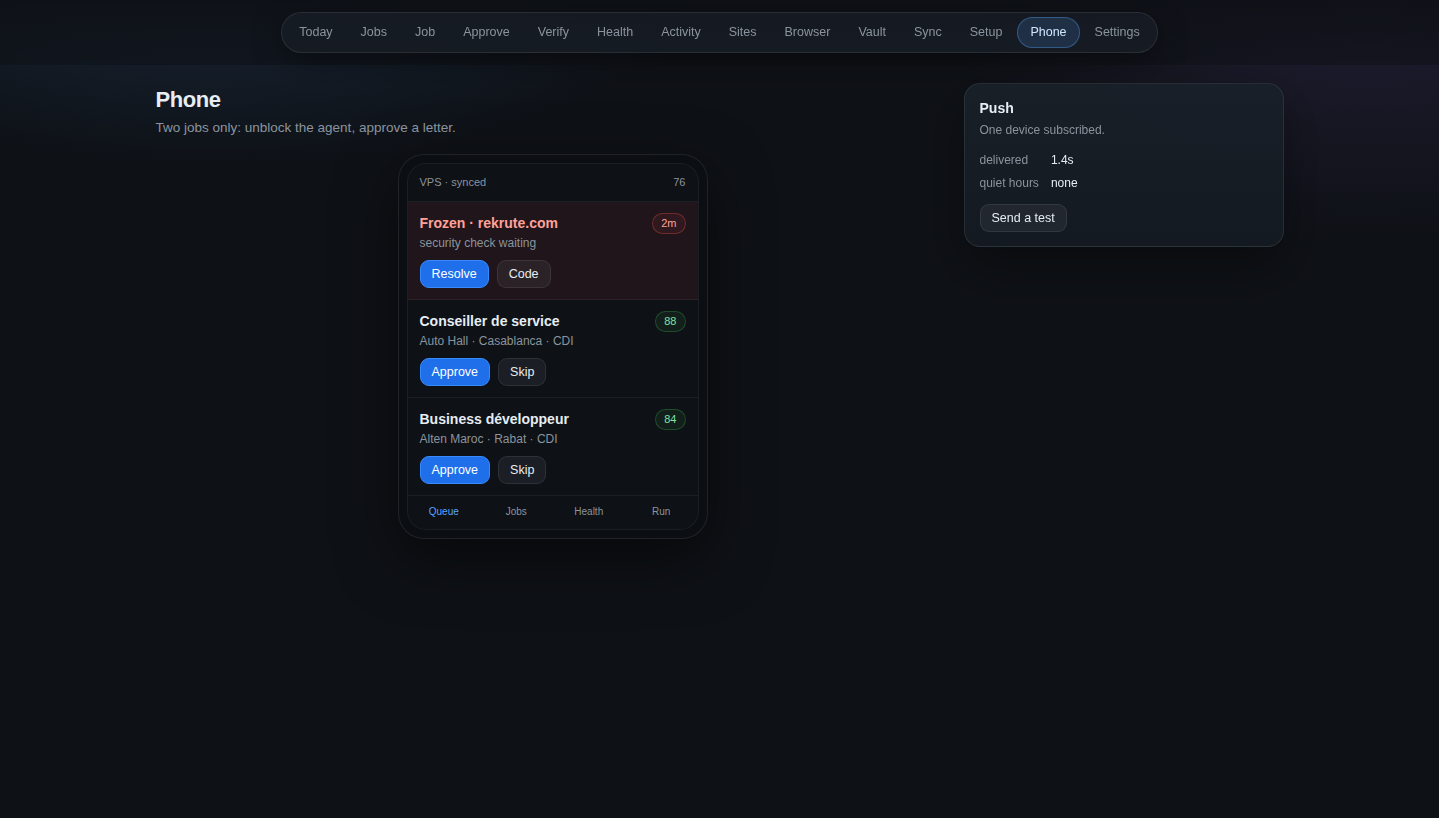 Today Jobs Job Approve Verify Health Activity Sites Browser Vault Sync Setup Phone Settings
Phone
Two jobs only: unblock the agent, approve a letter.
VPS · synced 76
Frozen · rekrute.com 2m
security check waiting
Resolve Code
Conseiller de service 88
Auto Hall · Casablanca · CDI
Approve Skip
Business développeur 84
Alten Maroc · Rabat · CDI
Approve Skip
Queue Jobs Health Run
Push
One device subscribed.
delivered 1.4s
quiet hours none
Send a test